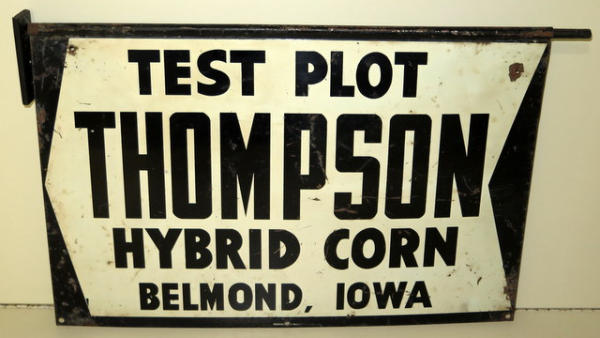 TEST PLOT
THOMPSON
HYBRID CORN
BELMOND, IOWA